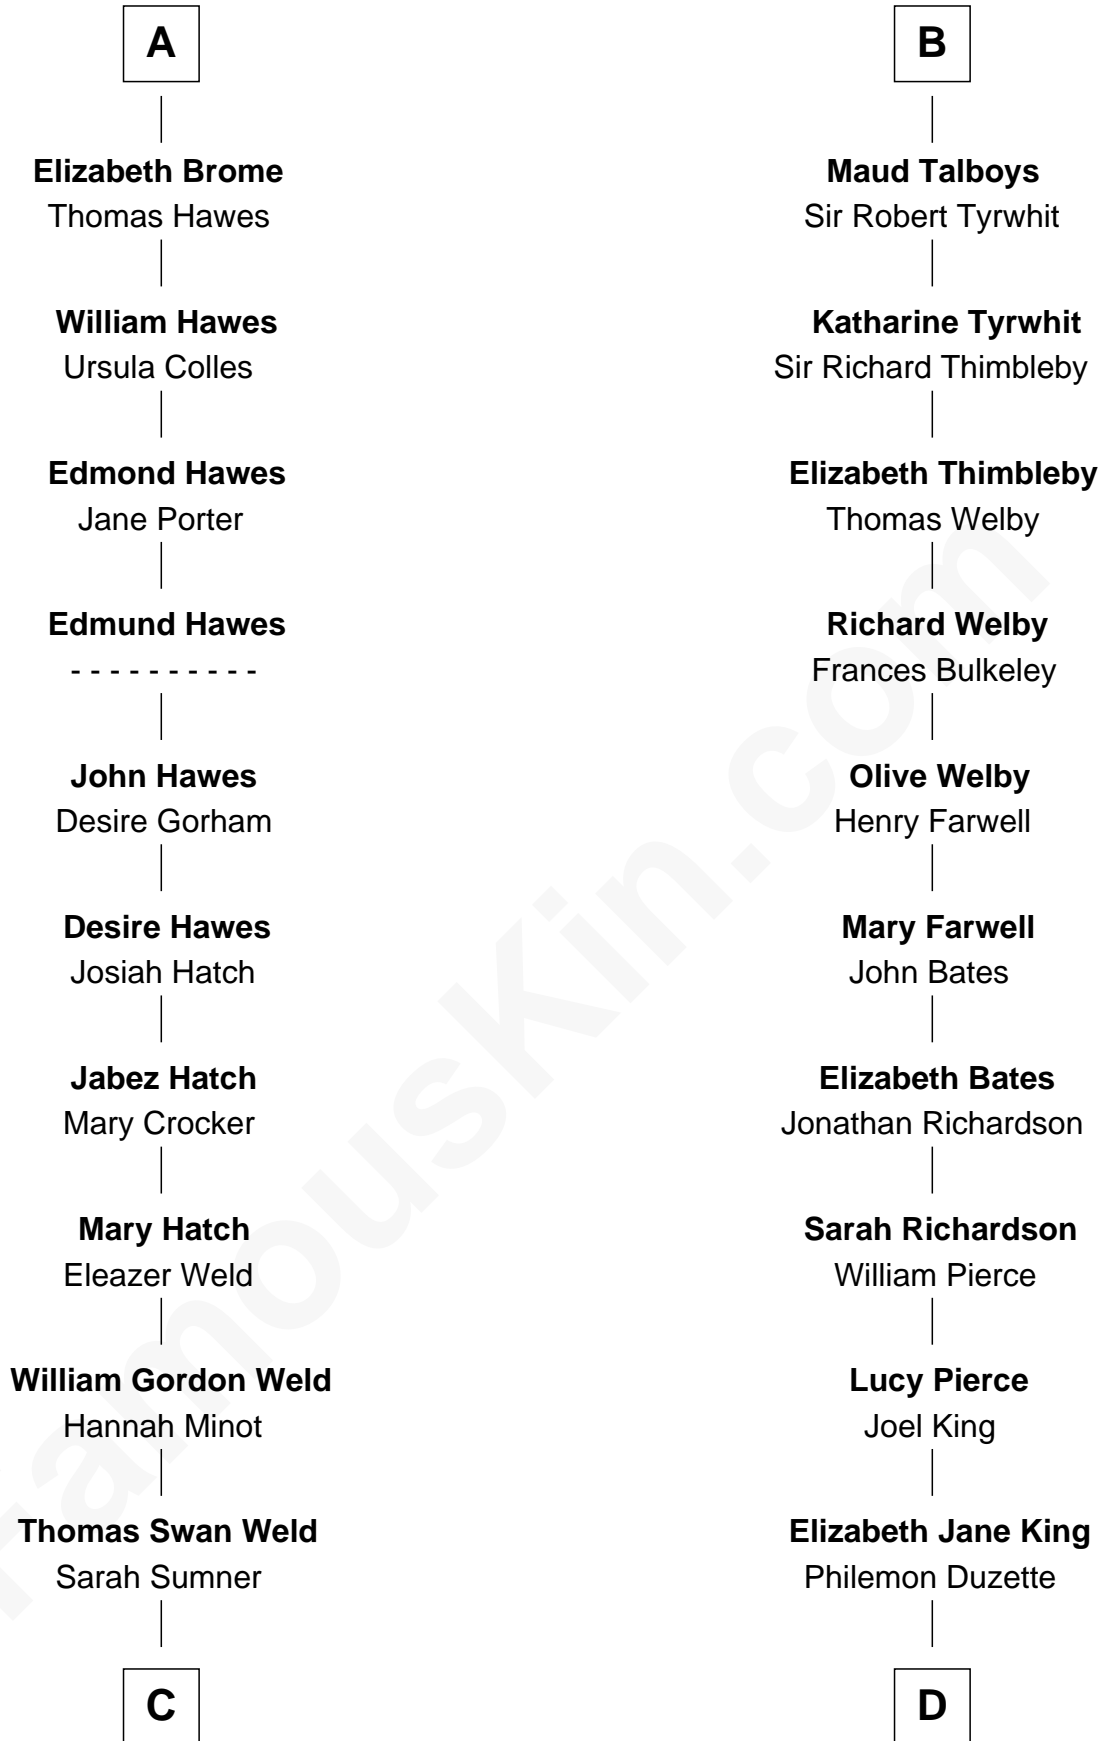 A
Elizabeth Brome
Thomas Hawes
William Hawes
Ursula Colles
Edmond Hawes
Jane Porter
Edmund Hawes
- - - - - - - - - -
John Hawes
Desire Gorham
Desire Hawes
Josiah Hatch
Jabez Hatch
Mary Crocker
Mary Hatch
Eleazer Weld
William Gordon Weld
Hannah Minot
Thomas Swan Weld
Sarah Sumner
C
B
Maud Talboys
Sir Robert Tyrwhit
Katharine Tyrwhit
Sir Richard Thimbleby
Elizabeth Thimbleby
Thomas Welby
Richard Welby
Frances Bulkeley
Olive Welby
Henry Farwell
Mary Farwell
John Bates
Elizabeth Bates
Jonathan Richardson
Sarah Richardson
William Pierce
Lucy Pierce
Joel King
Elizabeth Jane King
Philemon Duzette
D
FamousKin.com